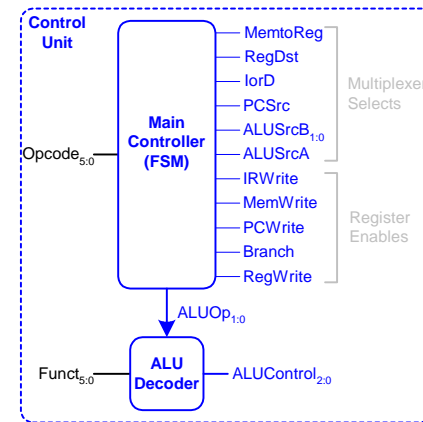 Control
Unit
MemtoReg
RegDst
IorD
PCSrc
ALUSrcB1:0
ALUSrcA
Multiplexer
Selects
Main
Controller
(FSM)
Opcode5:0
IRWrite
MemWrite
PCWrite
Branch
RegWrite
Register
Enables
ALUOp1:0
ALU
Decoder
Funct5:0
ALUControl2:0